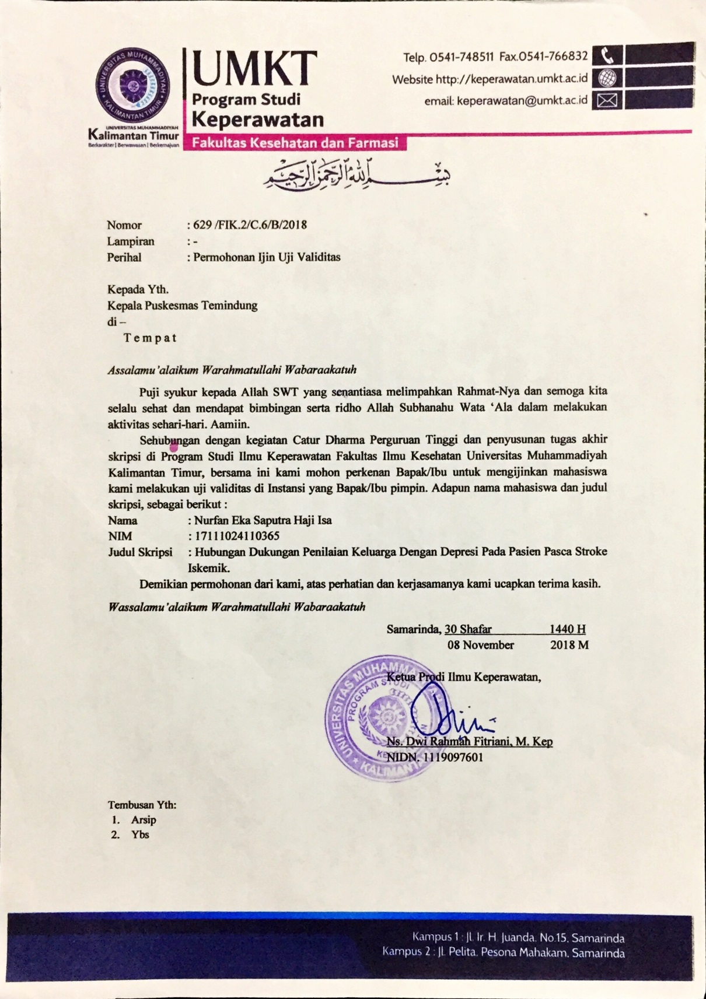 UNIVERSITAS MUHAMMADIYAH
KALIMANTAN TIMUR
UNIVERSITAS MUHAMMADIYAH
Kalimantan Timur
Berkarakter | Berwawasan | Berkemajuan
UMKT
Program Studi
Keperawatan
Fakultas Kesehatan dan Farmasi
Telp. 0541-748511 Fax.0541-766832
Website http://keperawatan.umkt.ac.id
email: keperawatan@umkt.ac.id
بسم الله الرحمن الرحيم
Nomor : 629 /FIK.2/C.6/B/2018
Lampiran : -
Perihal : Permohonan Ijin Uji Validitas
Kepada Yth.
Kepala Puskesmas Temindung
di –
T e m p a t
Assalamu'alaikum Warahmatullahi Wabaraakatuh
Puji syukur kepada Allah SWT yang senantiasa melimpahkan Rahmat-Nya dan semoga kita
selalu sehat dan mendapat bimbingan serta ridho Allah Subhanahu Wata ‘Ala dalam melakukan
aktivitas sehari-hari. Aamiin.
Sehubungan dengan kegiatan Catur Dharma Perguruan Tinggi dan penyusunan tugas akhir
skripsi di Program Studi Ilmu Keperawatan Fakultas Ilmu Kesehatan Universitas Muhammadiyah
Kalimantan Timur, bersama ini kami mohon perkenan Bapak/Ibu untuk mengijinkan mahasiswa
kami melakukan uji validitas di Instansi yang Bapak/Ibu pimpin. Adapun nama mahasiswa dan judul
skripsi, sebagai berikut :
Nama : Nurfan Eka Saputra Haji Isa
NIM : 17111024110365
Judul Skripsi : Hubungan Dukungan Penilaian Keluarga Dengan Depresi Pada Pasien Pasca Stroke
Iskemik.
Demikian permohonan dari kami, atas perhatian dan kerjasamanya kami ucapkan terima kasih.
Wassalamu'alaikum Warahmatullahi Wabaraakatuh
Samarinda, 30 Shafar 1440 H
08 November 2018 M
Ketua Prodi Ilmu Keperawatan,
UNIVERSITAS MUHAMMA
PROGRAM STUDI
Ns. Dwi Rahmah Fitriani, M. Kep
NIDN. 1119097601
Tembusan Yth:
1. Arsip
2. Ybs
Kampus 1 : Jl. Ir. H. Juanda. No.15, Samarinda
Kampus 2 : Jl. Pelita. Pesona Mahakam, Samarinda